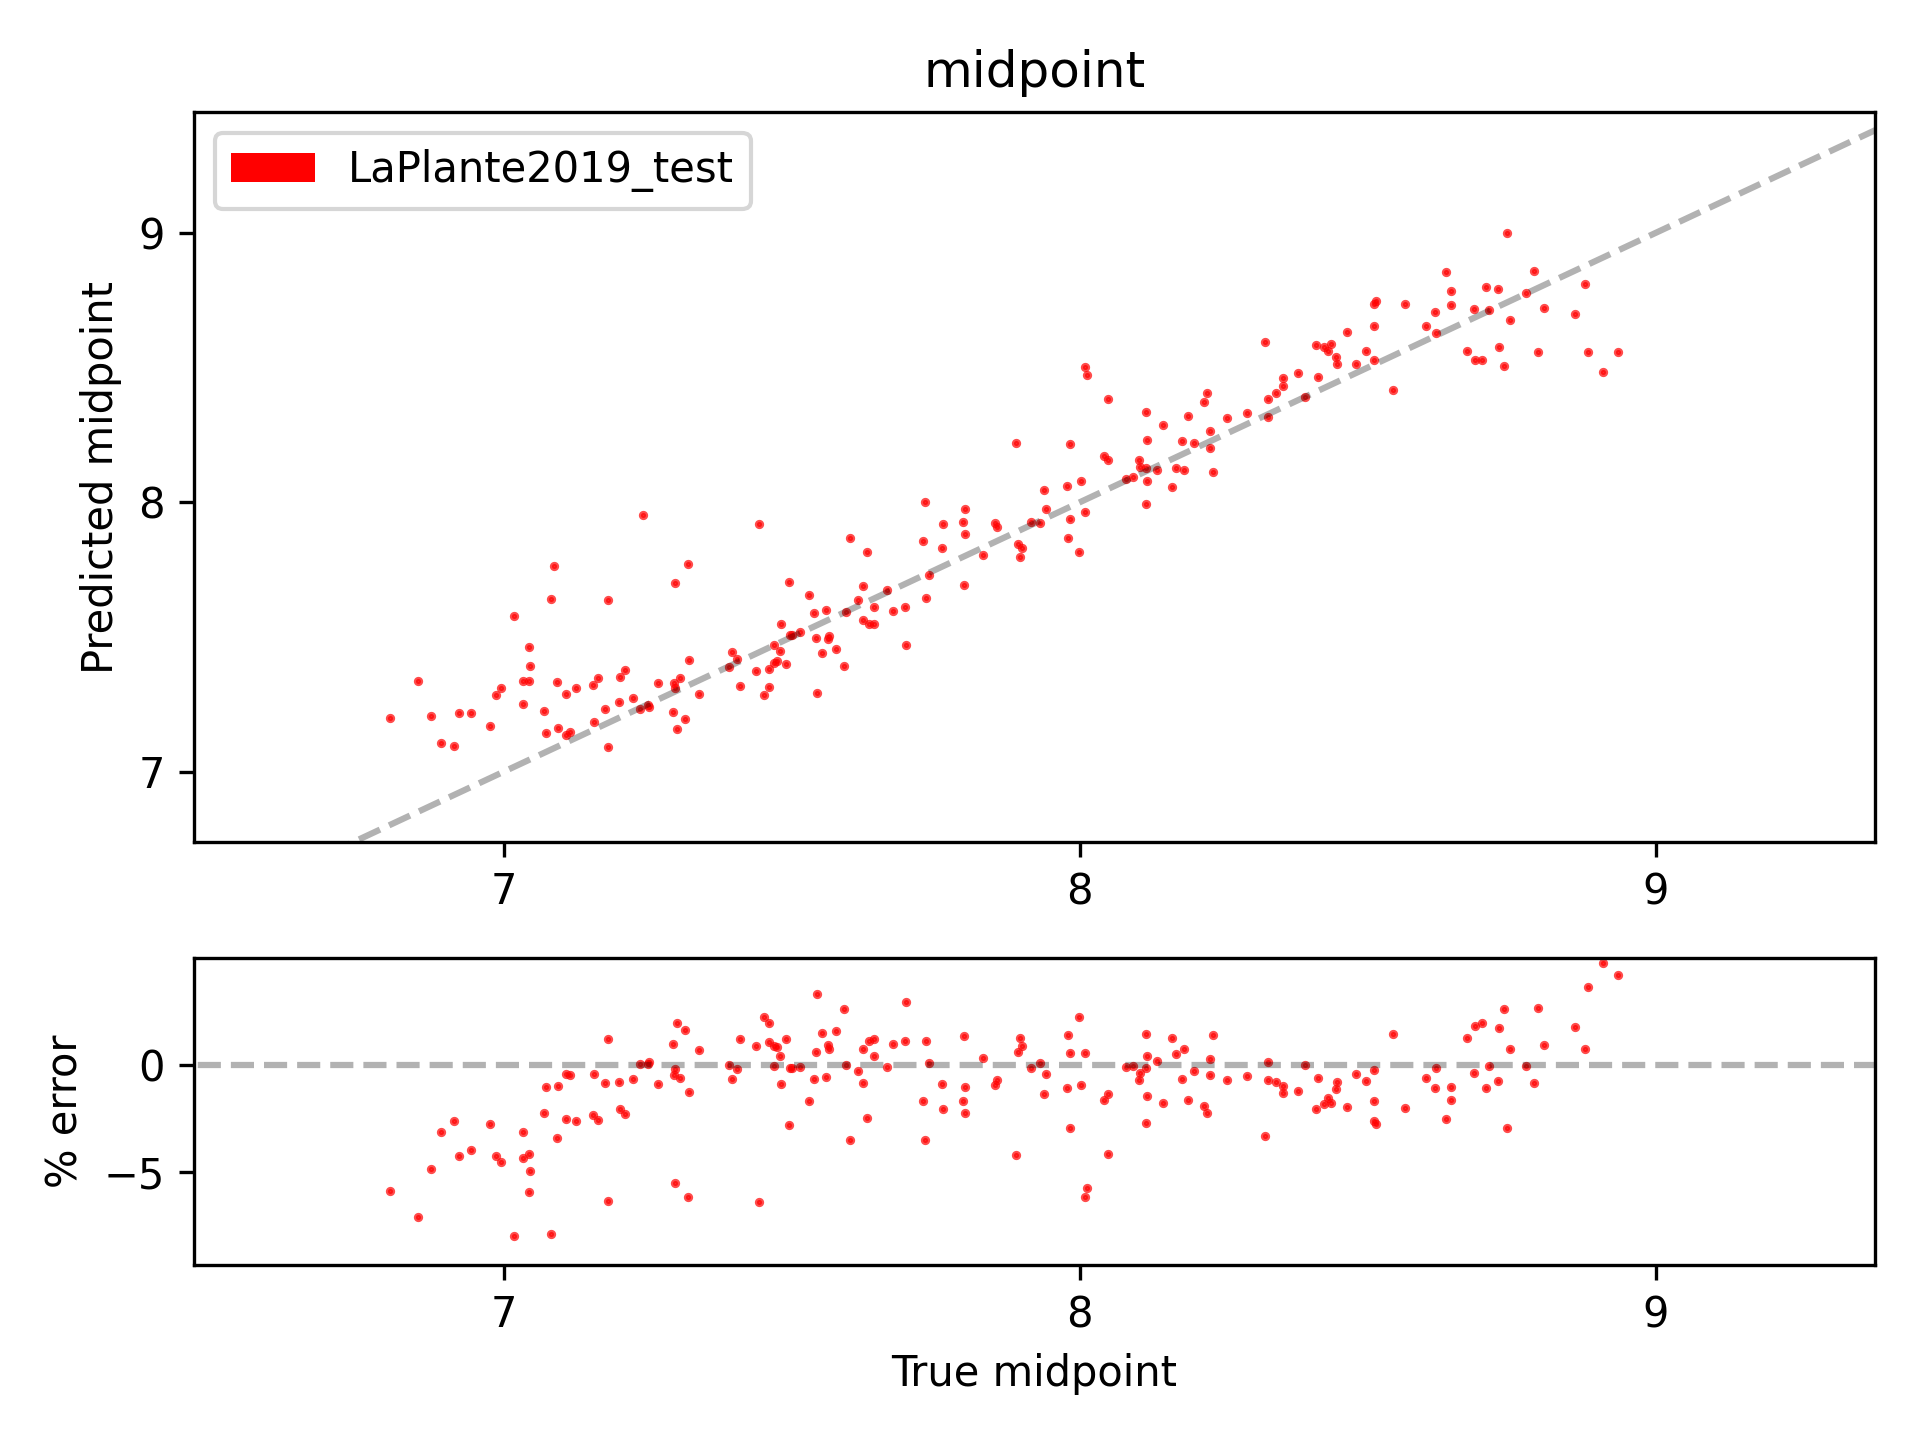 midpoint
LaPlante2019_test
Predicted midpoint
9
8
7
7 8 9
% error
0
−5
7 8 9
True midpoint